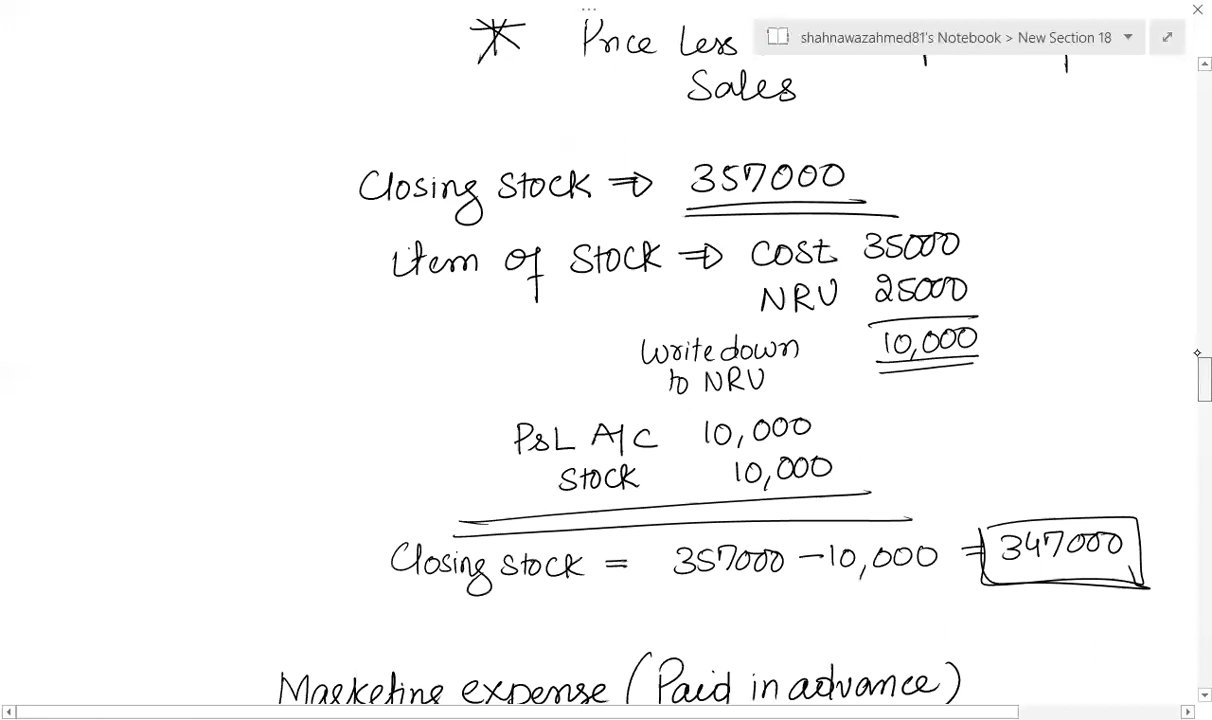 shahnawazahmed81's Notebook > New Section 18
* Price Less
Sales
Closing Stock ⇒ 357000
item of Stock ⇒ Cost 35000
NRV 25000
10,000
Write down
to NRV
P&L A/C 10,000
Stock 10,000
Closing Stock = 357000 - 10,000 = 347000
Marketing expense (Paid in advance)